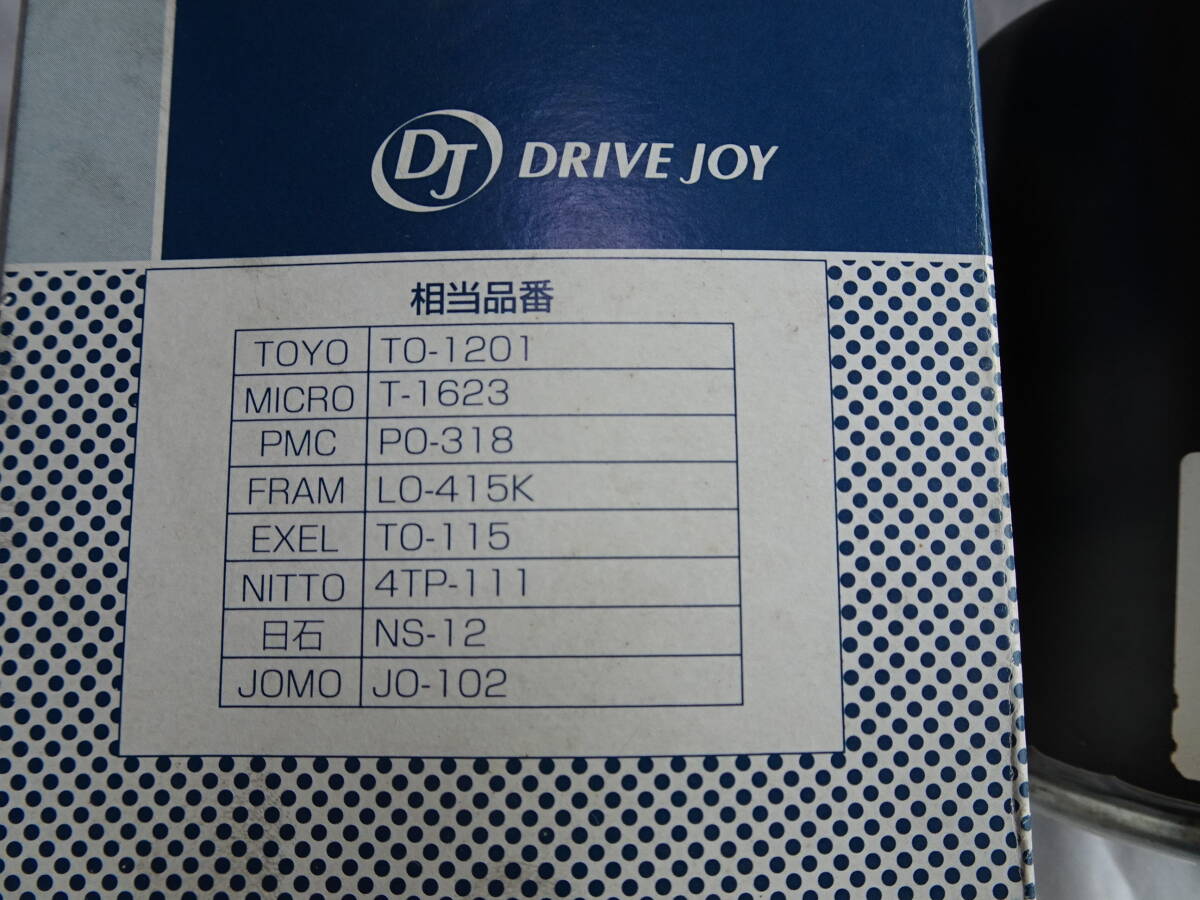 DJ DRIVE JOY
相当品番
TOYO TO-1201
MICRO T-1623
PMC PO-318
FRAM LO-415K
EXEL TO-115
NITTO 4TP-111
日石 NS-12
JOMO JO-102